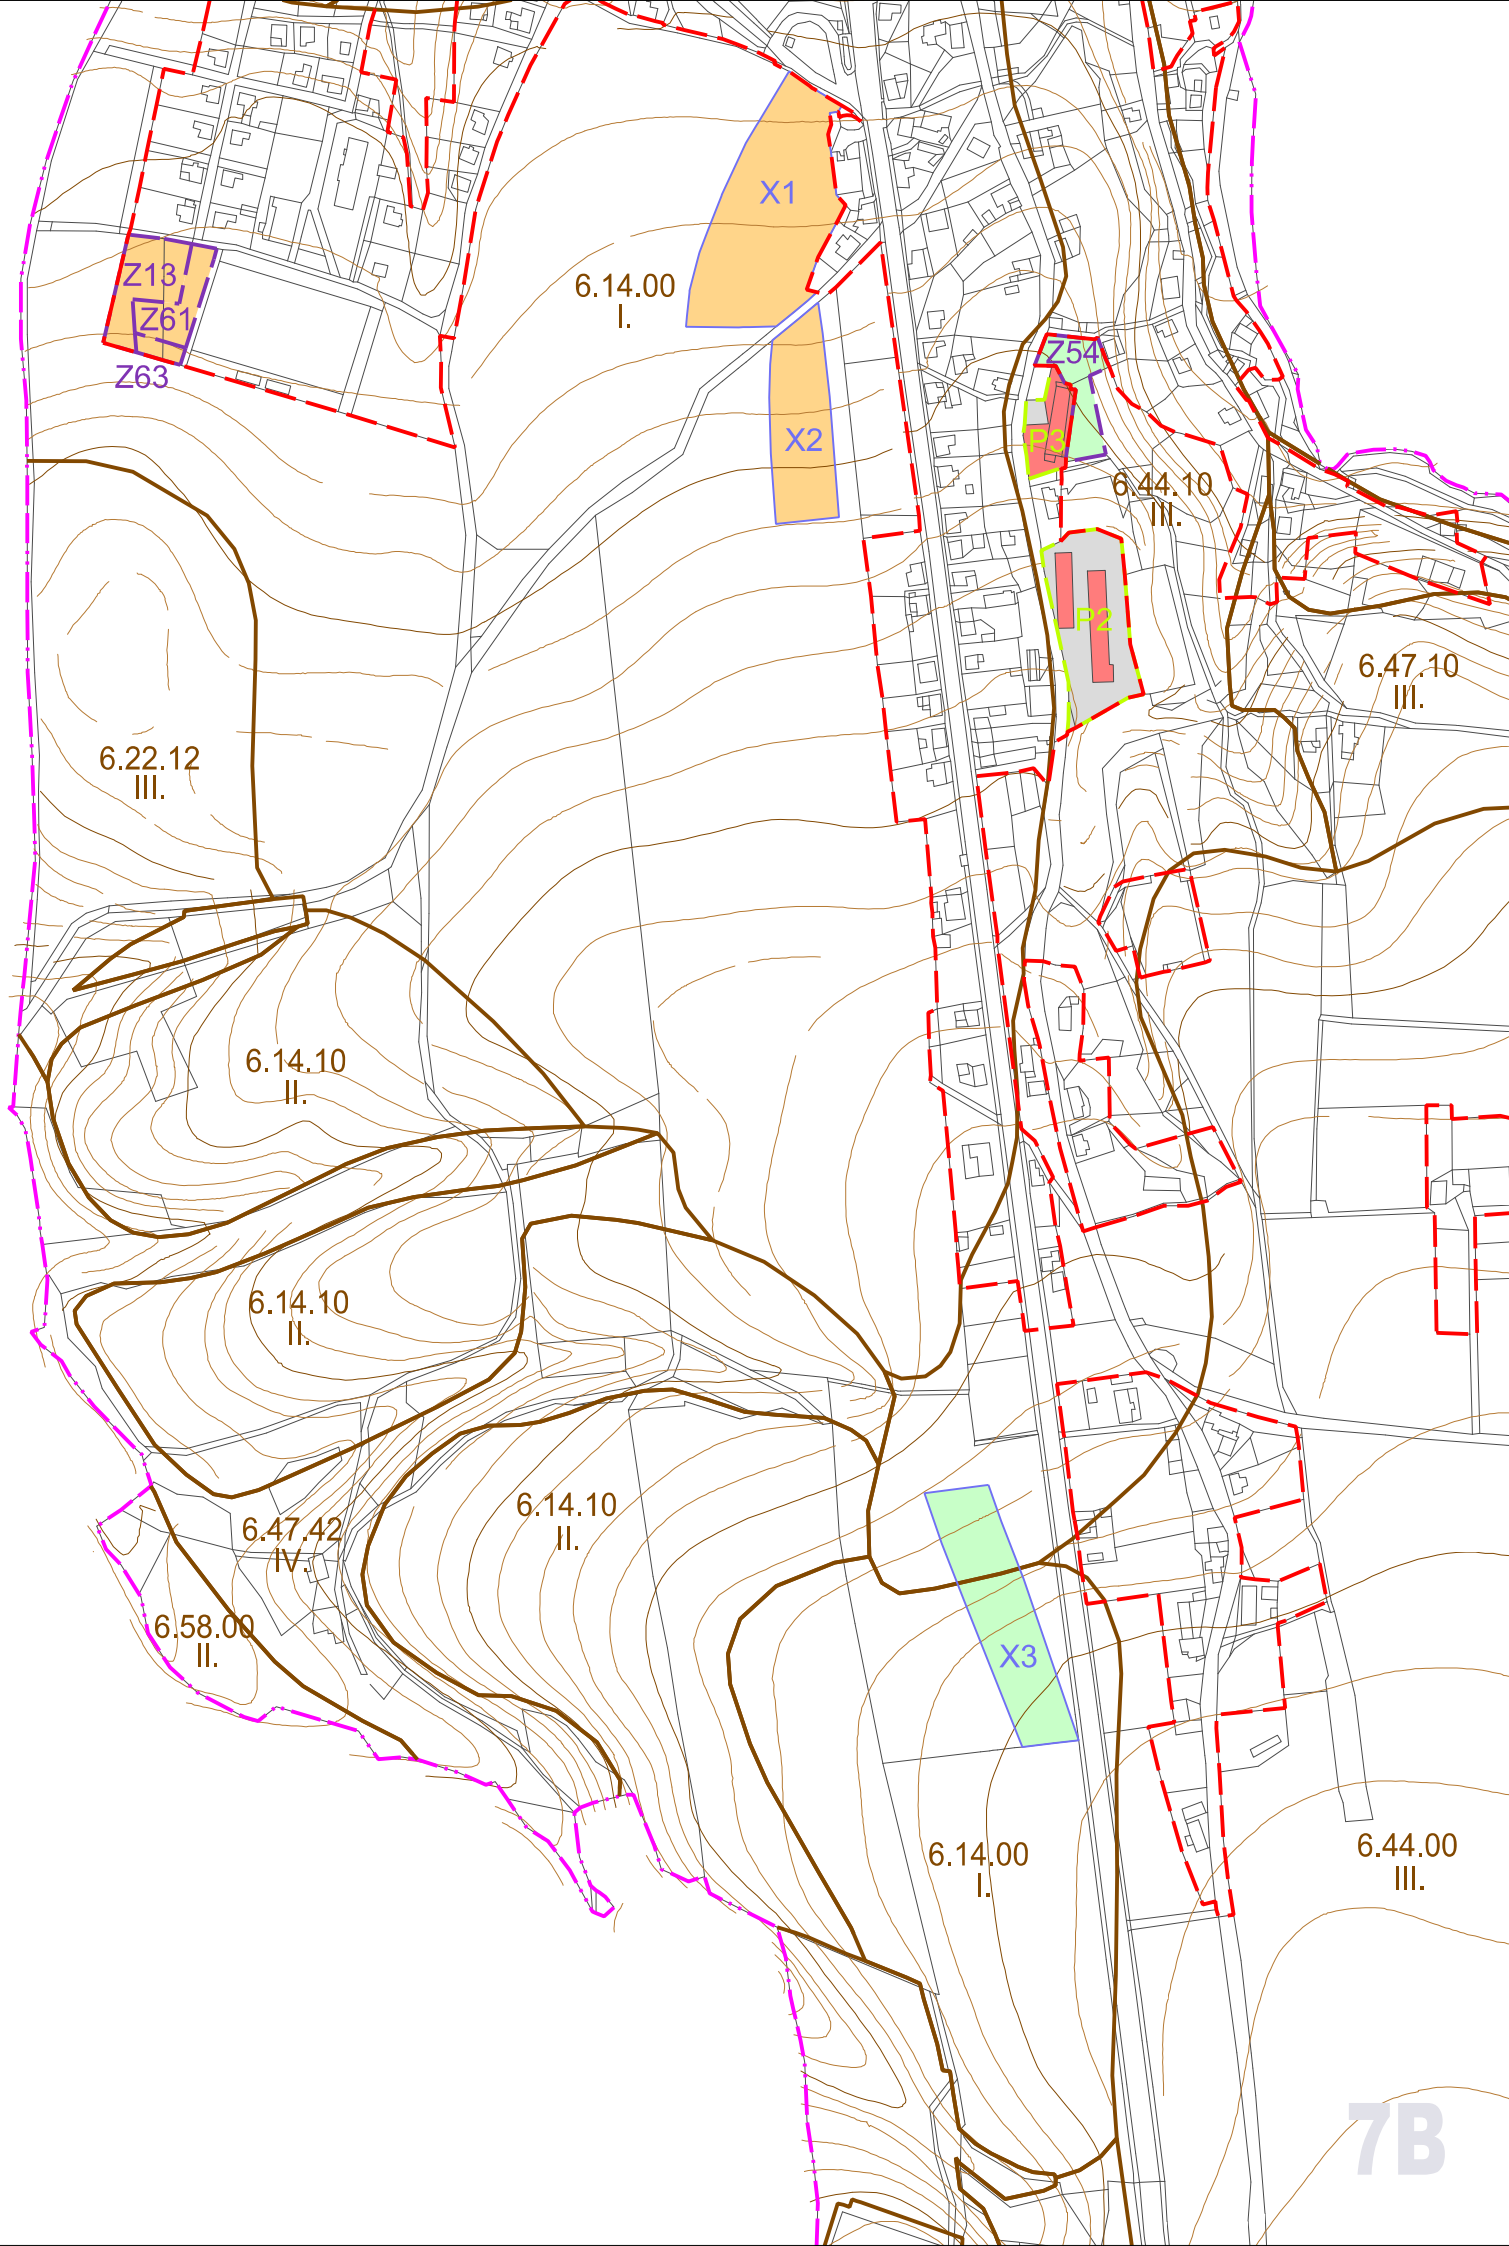 X1
Z13
6.14.00
I.
Z61
Z54
Z63
X2
P3
6.44.10
III.
P2
6.47.10
III.
6.22.12
III.
6.14.10
II.
6.14.10
II.
6.14.10
II.
6.47.42
IV.
6.58.00
II.
X3
6.14.00
I.
6.44.00
III.
7B